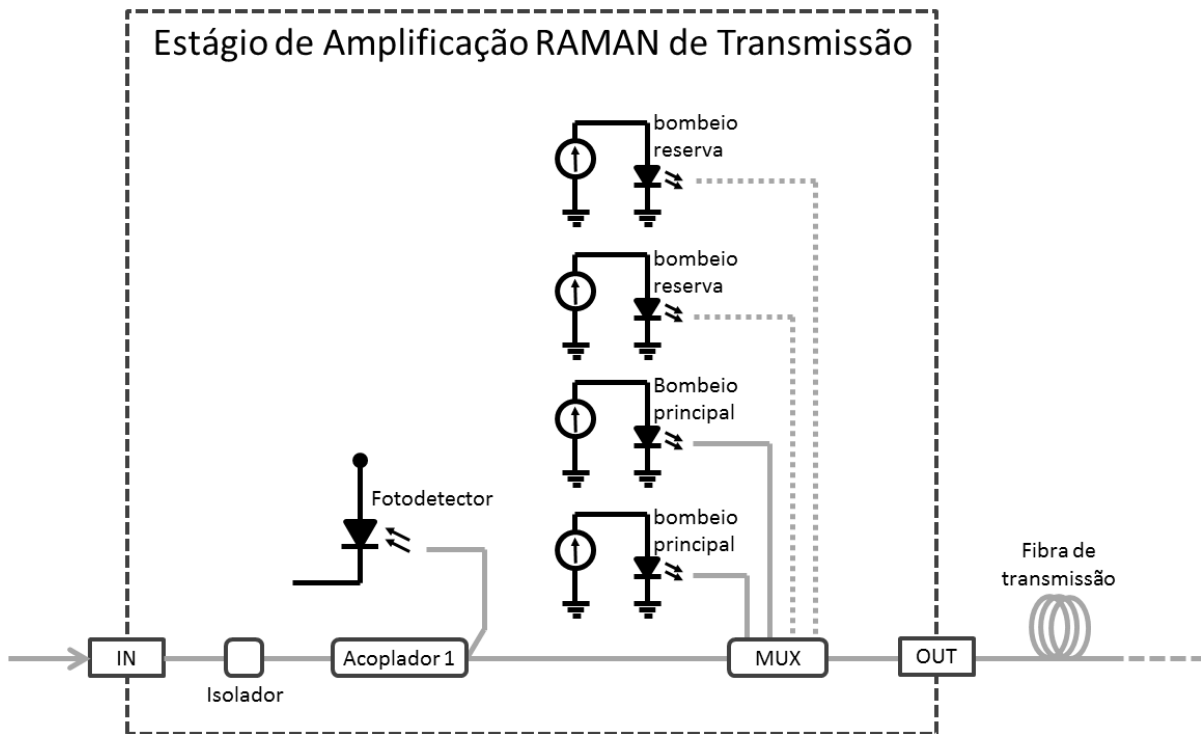 Estágio de Amplificação RAMAN de Transmissão
bombeio
reserva
bombeio
reserva
Bombeio
principal
Fotodetector
bombeio
principal
Fibra de
transmissão
IN
Isolador
Acoplador 1
MUX
OUT